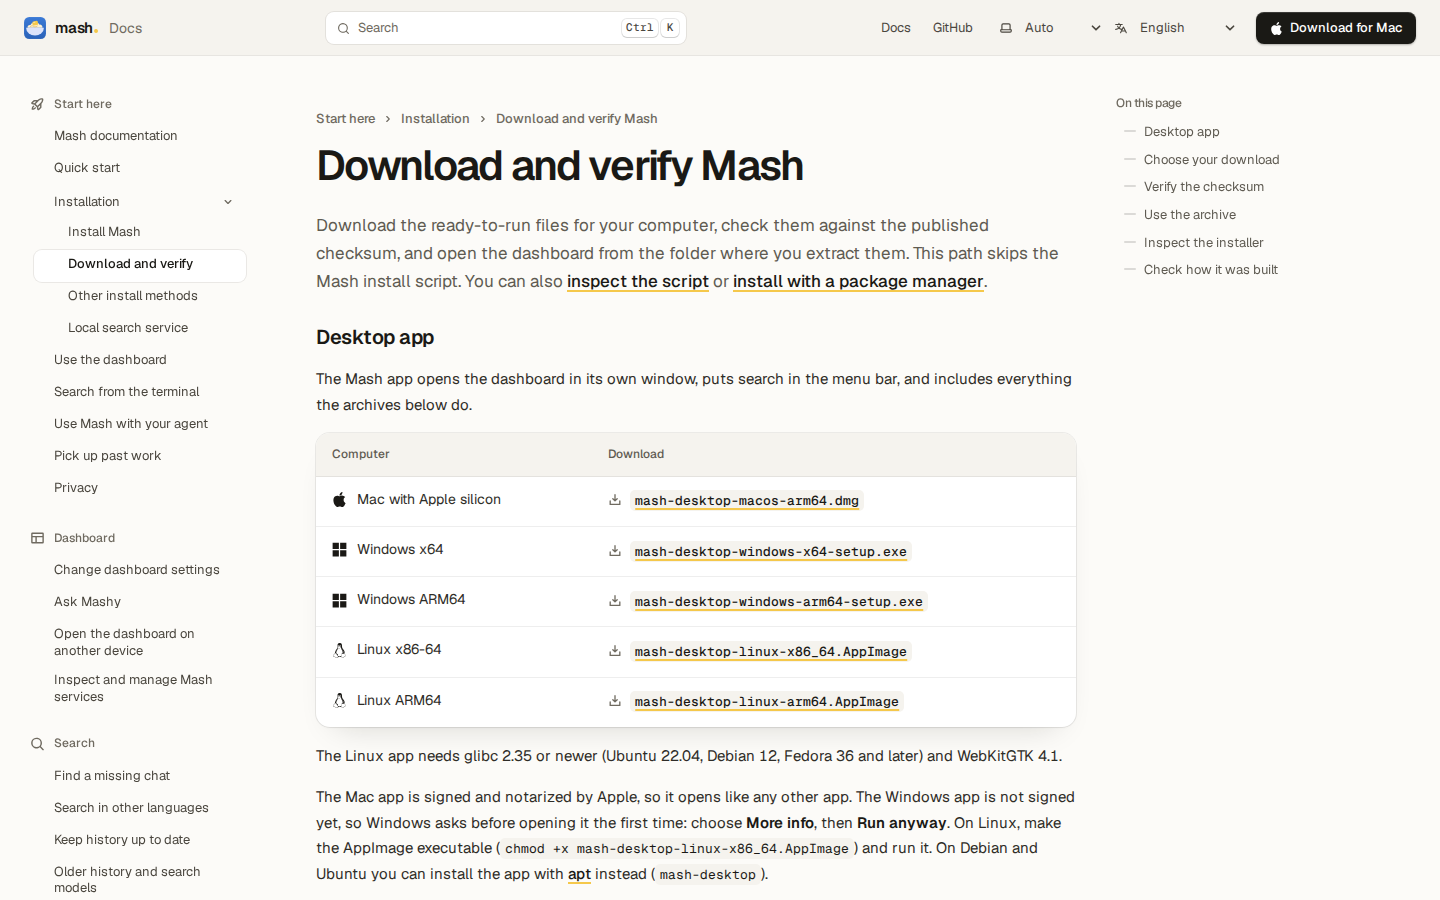 mash. Docs
Search
Ctrl K
Docs
GitHub
Auto
English
Download for Mac
Start here
Mash documentation
Quick start
Installation
Install Mash
Download and verify
Other install methods
Local search service
Use the dashboard
Search from the terminal
Use Mash with your agent
Pick up past work
Privacy
Dashboard
Change dashboard settings
Ask Mashy
Open the dashboard on
another device
Inspect and manage Mash
services
Search
Find a missing chat
Search in other languages
Keep history up to date
Older history and search
models
Start here > Installation > Download and verify Mash
Download and verify Mash
Download the ready-to-run files for your computer, check them against the published
checksum, and open the dashboard from the folder where you extract them. This path skips the
Mash install script. You can also inspect the script or install with a package manager.
Desktop app
The Mash app opens the dashboard in its own window, puts search in the menu bar, and includes everything
the archives below do.
Computer Download
Mac with Apple silicon mash-desktop-macos-arm64.dmg
Windows x64 mash-desktop-windows-x64-setup.exe
Windows ARM64 mash-desktop-windows-arm64-setup.exe
Linux x86-64 mash-desktop-linux-x86_64.AppImage
Linux ARM64 mash-desktop-linux-arm64.AppImage
The Linux app needs glibc 2.35 or newer (Ubuntu 22.04, Debian 12, Fedora 36 and later) and WebKitGTK 4.1.
The Mac app is signed and notarized by Apple, so it opens like any other app. The Windows app is not signed
yet, so Windows asks before opening it the first time: choose More info, then Run anyway. On Linux, make
the AppImage executable ( chmod +x mash-desktop-linux-x86_64.AppImage ) and run it. On Debian and
Ubuntu you can install the app with apt instead ( mash-desktop ).
On this page
Desktop app
Choose your download
Verify the checksum
Use the archive
Inspect the installer
Check how it was built